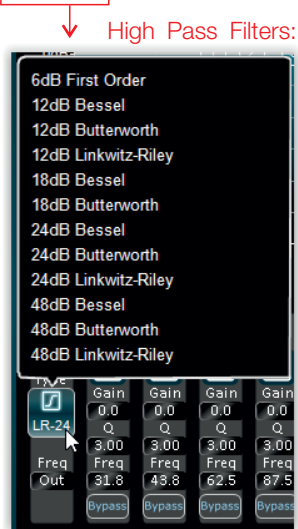 High Pass Filters:
6dB First Order
12dB Bessel
12dB Butterworth
12dB Linkwitz-Riley
18dB Bessel
18dB Butterworth
24dB Bessel
24dB Butterworth
24dB Linkwitz-Riley
48dB Bessel
48dB Butterworth
48dB Linkwitz-Riley
Gain Gain Gain Gain
0.0 0.0 0.0 0.0
LR-24 Q Q Q Q
3.00 3.00 3.00 3.00
Freq Freq Freq Freq Freq
Out 31.8 43.8 62.5 87.5
Bypass Bypass Bypass Bypass